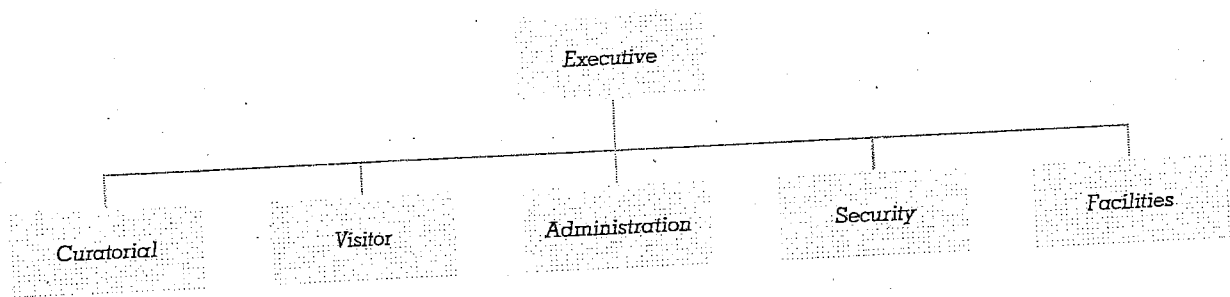 Executive
Curatorial
Visitor
Administration
Security
Facilities